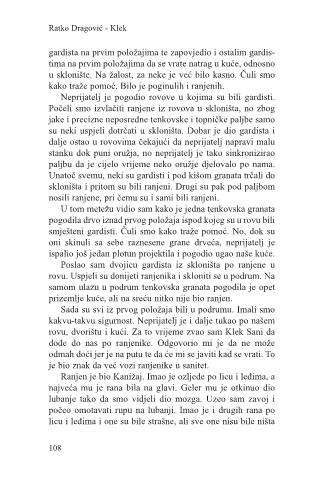 Ratko Dragović - Klek
gardista na prvim položajima te zapovjedio i ostalim gardis-
tima na prvim položajima da se vrate natrag u kuće, odnosno
u sklonište. Na žalost, za neke je već bilo kasno. Čuli smo
kako traže pomoć. Bilo je poginulih i ranjenih.
Neprijatelj je pogodio rovove u kojima su bili gardisti.
Počeli smo izvlačiti ranjene iz rovova u skloništa, no zbog
jake i precizne neposredne tenkovske i topničke paljbe samo
su neki uspjeli dotrčati u skloništa. Dobar je dio gardista i
dalje ostao u rovovima čekajući da neprijatelj napravi malu
stanku dok puni oružja, no neprijatelj je tako sinkronizirao
paljbu da je cijelo vrijeme neko oružje djelovalo po nama.
Unatoč svemu, neki su gardisti i pod kišom granata trčali do
skloništa i pritom su bili ranjeni. Drugi su pak pod paljbom
nosili ranjene, pri čemu su i sami bili ranjeni.
U tom metežu vidio sam kako je jedna tenkovska granata
pogodila drvo iznad prvog položaja ispod kojeg su u rovu bili
smješteni gardisti. Čuli smo kako traže pomoć. No, dok su
oni skinuli sa sebe raznesene grane drveća, neprijatelj je
ispalio još jedan plotun projektila i pogodio ugao naše kuće.
Poslao sam dvojicu gardista iz skloništa po ranjene u
rovu. Uspjeli su donijeti ranjenika i skloniti se u podrum. Na
samom ulazu u podrum tenkovska granata pogodila je opet
prizemlje kuće, ali na sreću nitko nije bio ranjen.
Sada su svi iz prvog položaja bili u podrumu. Imali smo
kakvu-takvu sigurnost. Neprijatelj je i dalje tukao po našem
rovu, dvorištu i kući. Za to vrijeme zvao sam Klek Sani da
dođe do nas po ranjenike. Odgovorio mi je da ne može
odmah doći jer je na putu te da će mi se javiti kad se vrati. To
je bio znak da već vozi ranjenike u sanitet.
Ranjen je bio Kanižaj. Imao je ozljede po licu i leđima, a
najveća mu je rana bila na glavi. Geler mu je otkinuo dio
lubanje tako da smo vidjeli dio mozga. Uzeo sam zavoj i
počeo omotavati rupu na lubanji. Imao je i drugih rana po
licu i leđima i one su bile strašne, ali sve one nisu bile ništa
108